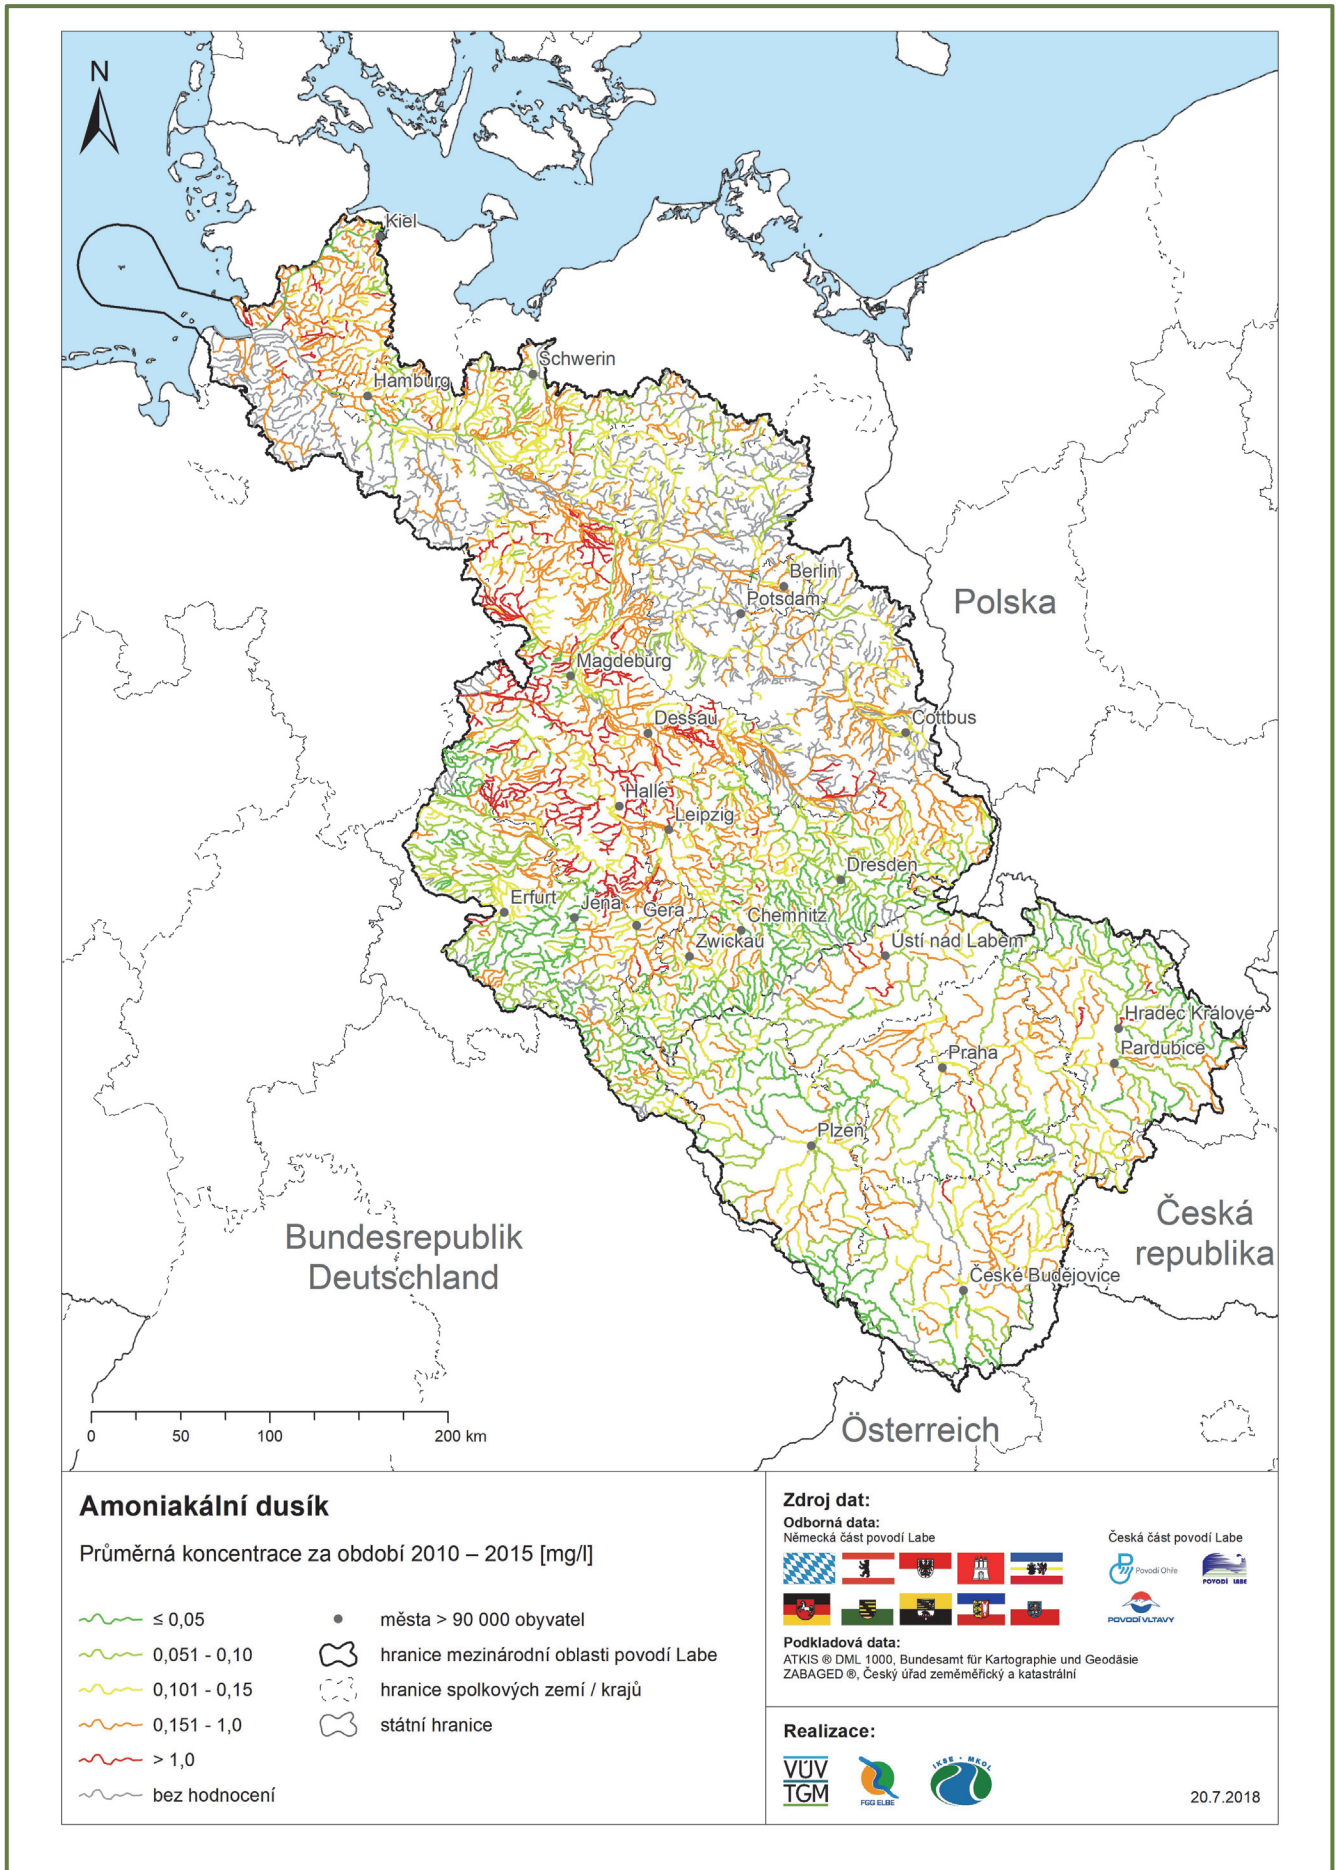 N
Kiel
Schwerin
Hamburg
Berlin
Potsdam
Polska
Magdeburg
Dessau
Cottbus
Halle
Leipzig
Dresden
Erfurt
Jena
Gera
Chemnitz
Zwickau
Ústí nad Labem
Hradec Králové
Praha
Pardubice
Plzeň
Česká
republika
Bundesrepublik
Deutschland
České Budějovice
Österreich
0 50 100 200 km
Amoniakální dusík
Průměrná koncentrace za období 2010 – 2015 [mg/l]
≤ 0,05
0,051 - 0,10
0,101 - 0,15
0,151 - 1,0
> 1,0
bez hodnocení
města > 90 000 obyvatel
hranice mezinárodní oblasti povodí Labe
hranice spolkových zemí / krajů
státní hranice
Zdroj dat:
Odborná data:
Německá část povodí Labe
Česká část povodí Labe
Povodí Ohře
POVODÍ LABE
POVODÍ VLTAVY
Podkladová data:
ATKIS ® DML 1000, Bundesamt für Kartographie und Geodäsie
ZABAGED ®, Český úřad zeměměřický a katastrální
Realizace:
VÚV
TGM
FGG ELBE
IKSE • MKOL
20.7.2018